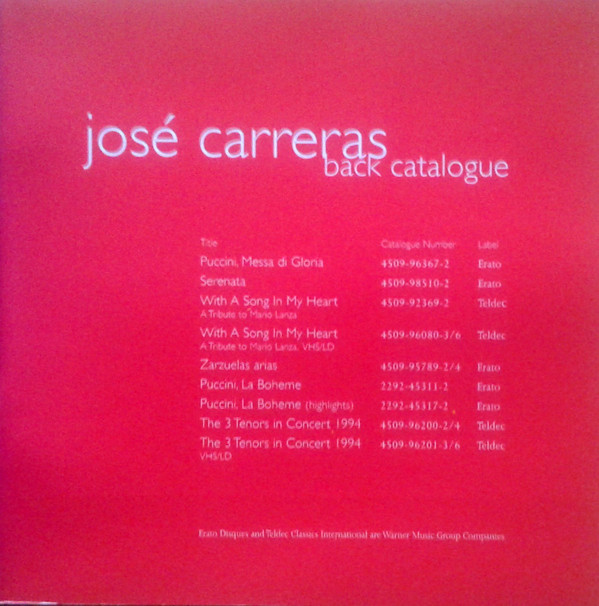 josé carreras
back catalogue
Title Catalogue Number Label
Puccini, Messa di Gloria 4509-96367-2 Erato
Serenata 4509-98510-2 Erato
With A Song In My Heart 4509-92369-2 Teldec
A Tribute to Mario Lanza
With A Song In My Heart 4509-96080-3/6 Teldec
A Tribute to Mario Lanza. VHS/LD
Zarzuelas arias 4509-95789-2/4 Erato
Puccini, La Boheme 2292-45311-2 Erato
Puccini, La Boheme (highlights) 2292-45317-2 Erato
The 3 Tenors in Concert 1994 4509-96200-2/4 Teldec
The 3 Tenors in Concert 1994 4509-96201-3/6 Teldec
VHS/LD
Erato Disques and Teldec Classics International are Warner Music Group Companies